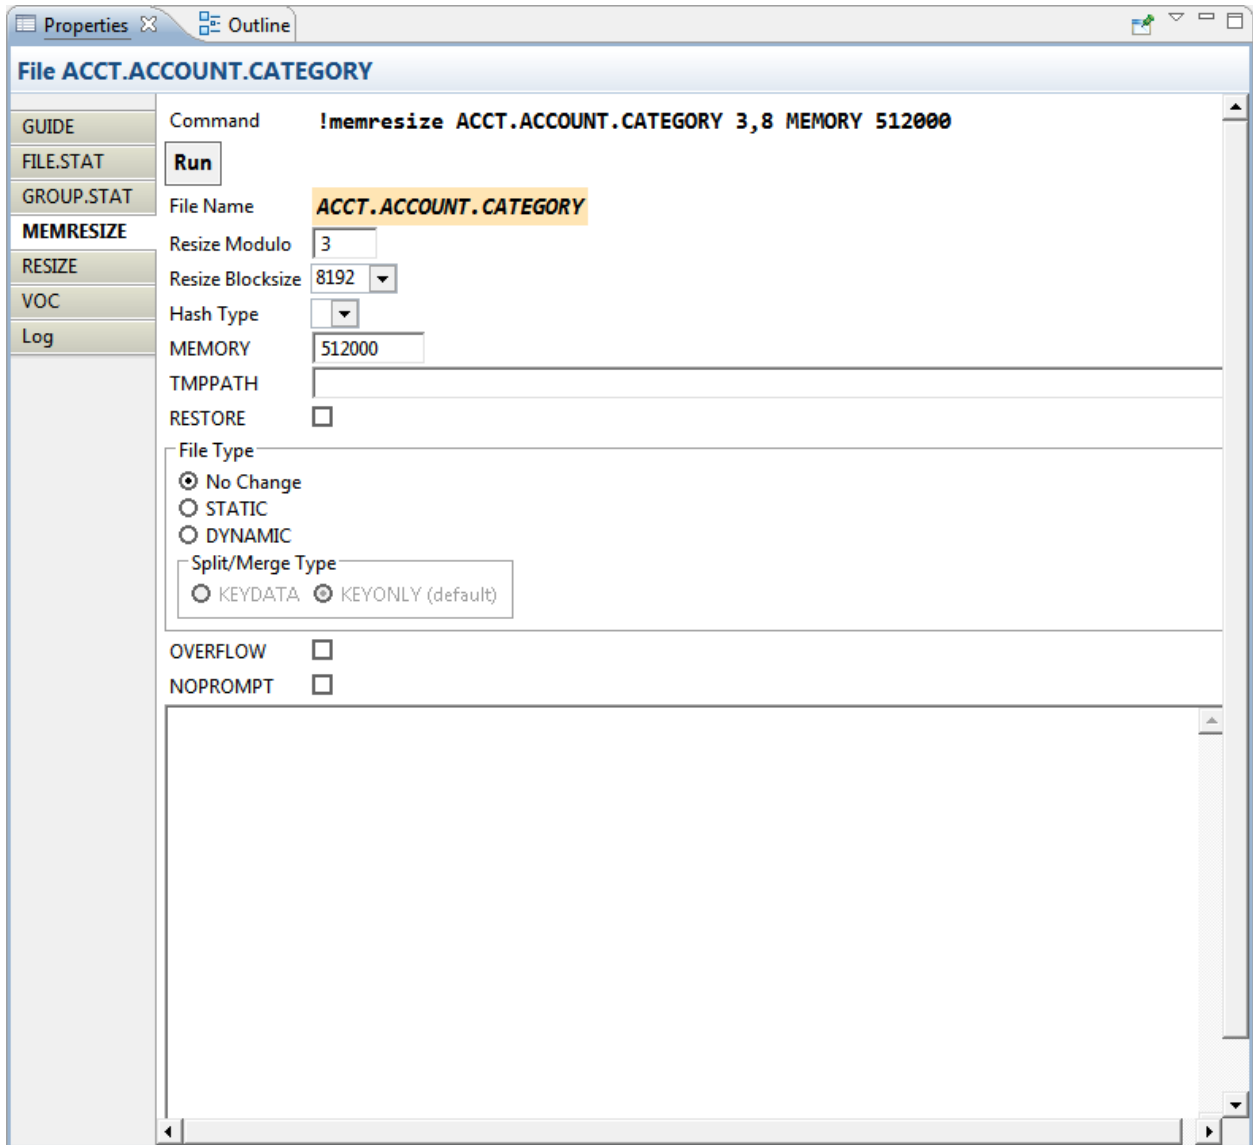 Properties Outline
File ACCT.ACCOUNT.CATEGORY
GUIDE
FILE.STAT
GROUP.STAT
MEMRESIZE
RESIZE
VOC
Log
Command !memresize ACCT.ACCOUNT.CATEGORY 3,8 MEMORY 512000
Run
File Name ACCT.ACCOUNT.CATEGORY
Resize Modulo 3
Resize Blocksize 8192
Hash Type
MEMORY 512000
TMPPATH
RESTORE
File Type
No Change
STATIC
DYNAMIC
Split/Merge Type
KEYDATA KEYONLY (default)
OVERFLOW
NOPROMPT